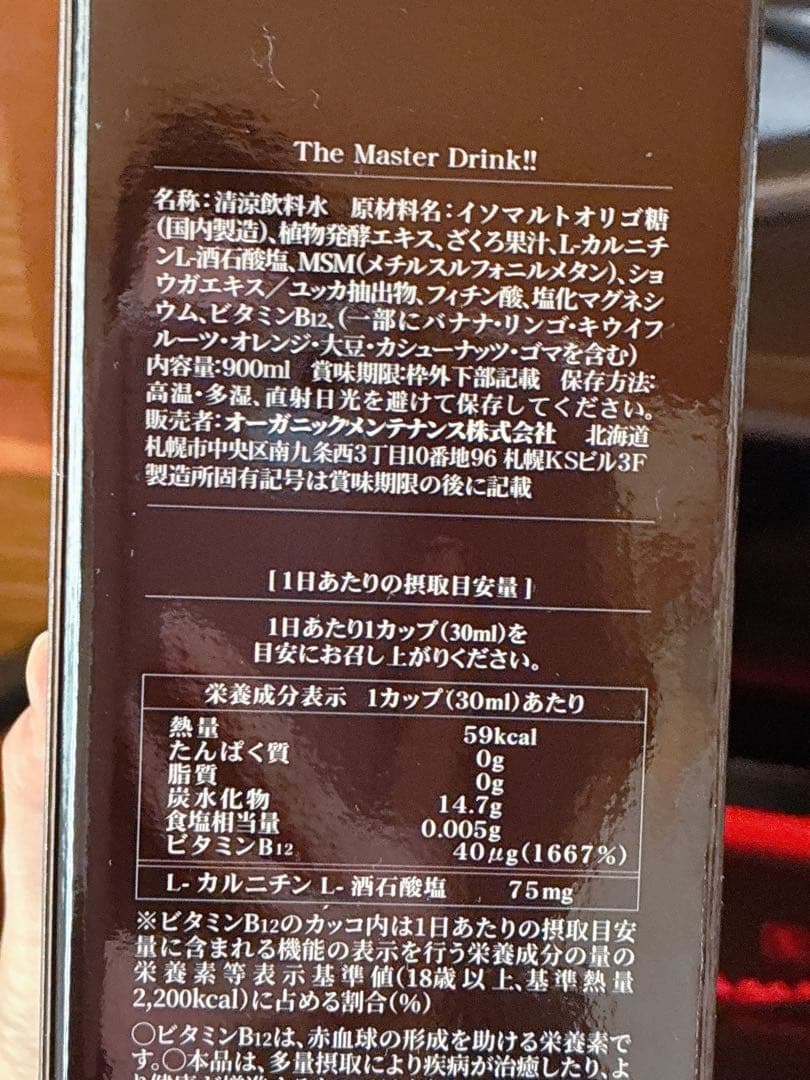 The Master Drink!!
名称：清涼飲料水　原材料名：イソマルトオリゴ糖
(国内製造)、植物発酵エキス、ざくろ果汁、L-カルニチ
ンL-酒石酸塩、MSM(メチルスルフォニルメタン)、ショ
ウガエキス／ユッカ抽出物、フィチン酸、塩化マグネシ
ウム、ビタミンB12、(一部にバナナ・リンゴ・キウイフ
ルーツ・オレンジ・大豆・カシューナッツ・ゴマを含む)
内容量：900ml　賞味期限：枠外下部記載　保存方法：
高温・多湿、直射日光を避けて保存してください。
販売者：オーガニックメンテナンス株式会社　北海道
札幌市中央区南九条西3丁目10番地96 札幌KSビル3F
製造所固有記号は賞味期限の後に記載
[ 1日あたりの摂取目安量 ]
1日あたり1カップ(30ml)を
目安にお召し上がりください。
栄養成分表示　1カップ(30ml)あたり
熱量　59kcal
たんぱく質　0g
脂質　0g
炭水化物　14.7g
食塩相当量　0.005g
ビタミンB12　40μg(1667%)
L- カルニチン L- 酒石酸塩　75mg
※ビタミンB12のカッコ内は1日あたりの摂取目安
量に含まれる機能の表示を行う栄養成分の量の
栄養素等表示基準値(18歳以上、基準熱量
2,200kcal)に占める割合(%)
○ビタミンB12は、赤血球の形成を助ける栄養素で
す。○本品は、多量摂取により疾病が治癒したり、よ